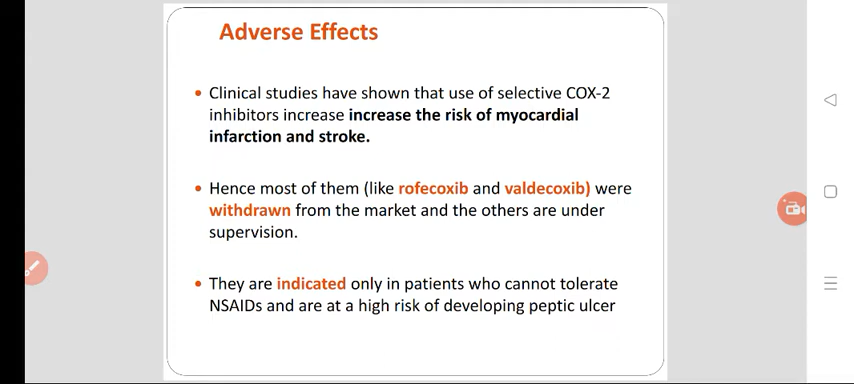 Adverse Effects
• Clinical studies have shown that use of selective COX-2
inhibitors increase increase the risk of myocardial
infarction and stroke.
• Hence most of them (like rofecoxib and valdecoxib) were
withdrawn from the market and the others are under
supervision.
• They are indicated only in patients who cannot tolerate
NSAIDs and are at a high risk of developing peptic ulcer